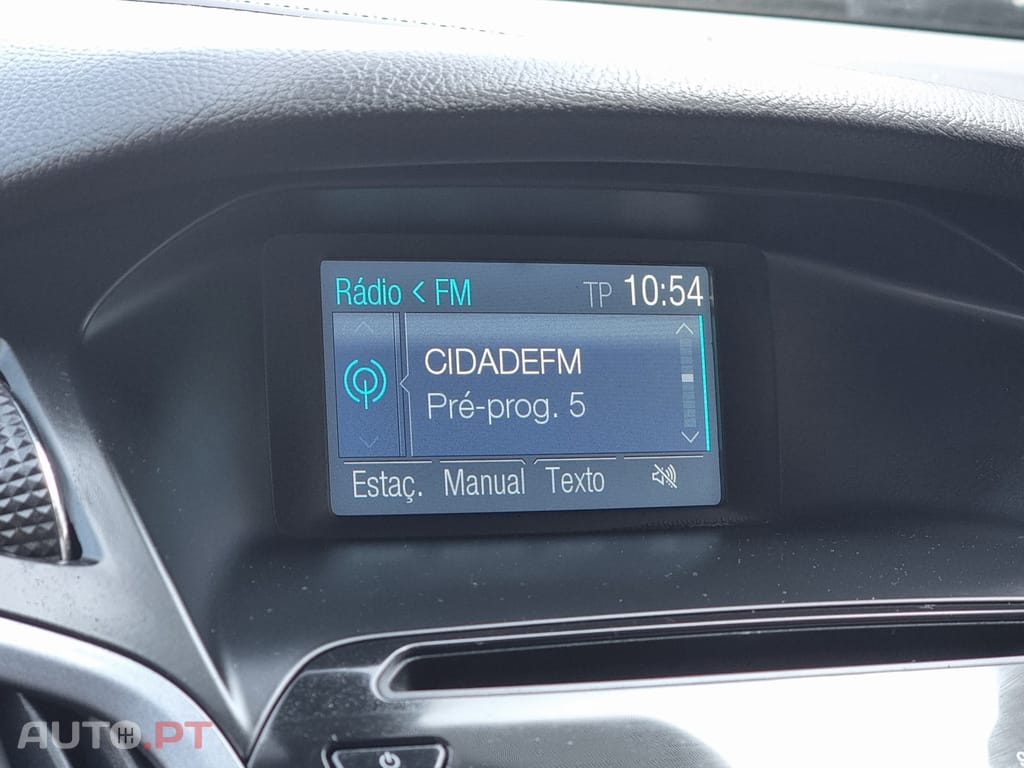 Rádio < FM TP 10:54
CIDADEFM
Pré-prog. 5
Estaç. Manual Texto
AUTO.PT